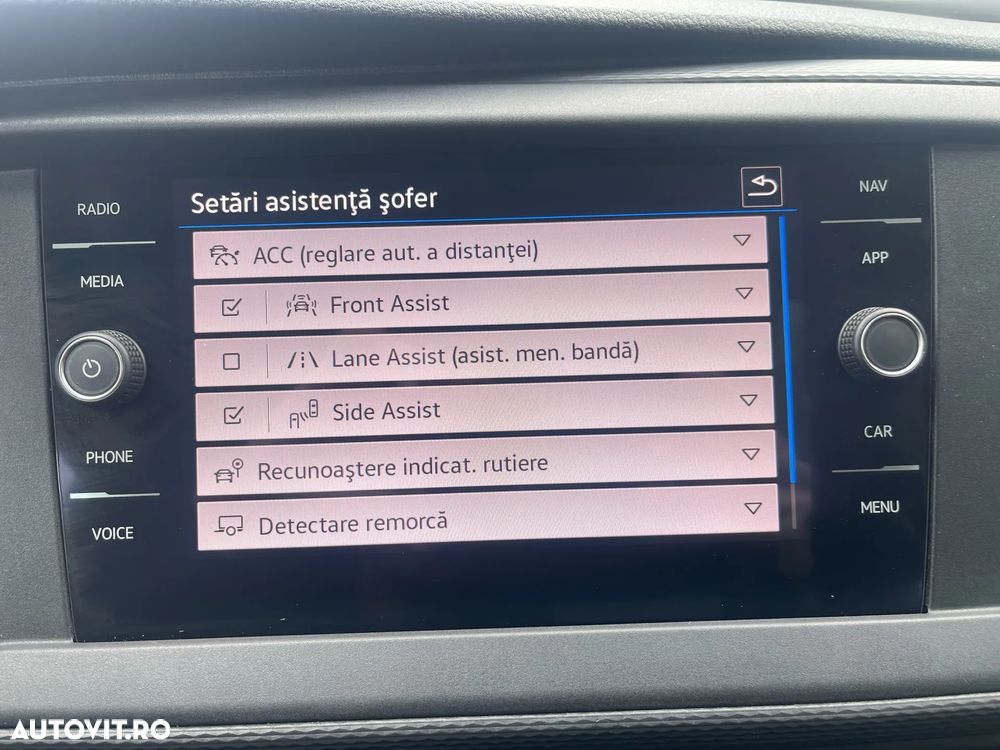 RADIO
MEDIA
PHONE
VOICE
Setări asistenţă şofer
ACC (reglare aut. a distanţei)
Front Assist
Lane Assist (asist. men. bandă)
Side Assist
Recunoaştere indicat. rutiere
Detectare remorcă
NAV
APP
CAR
MENU
AUTOVIT.RO